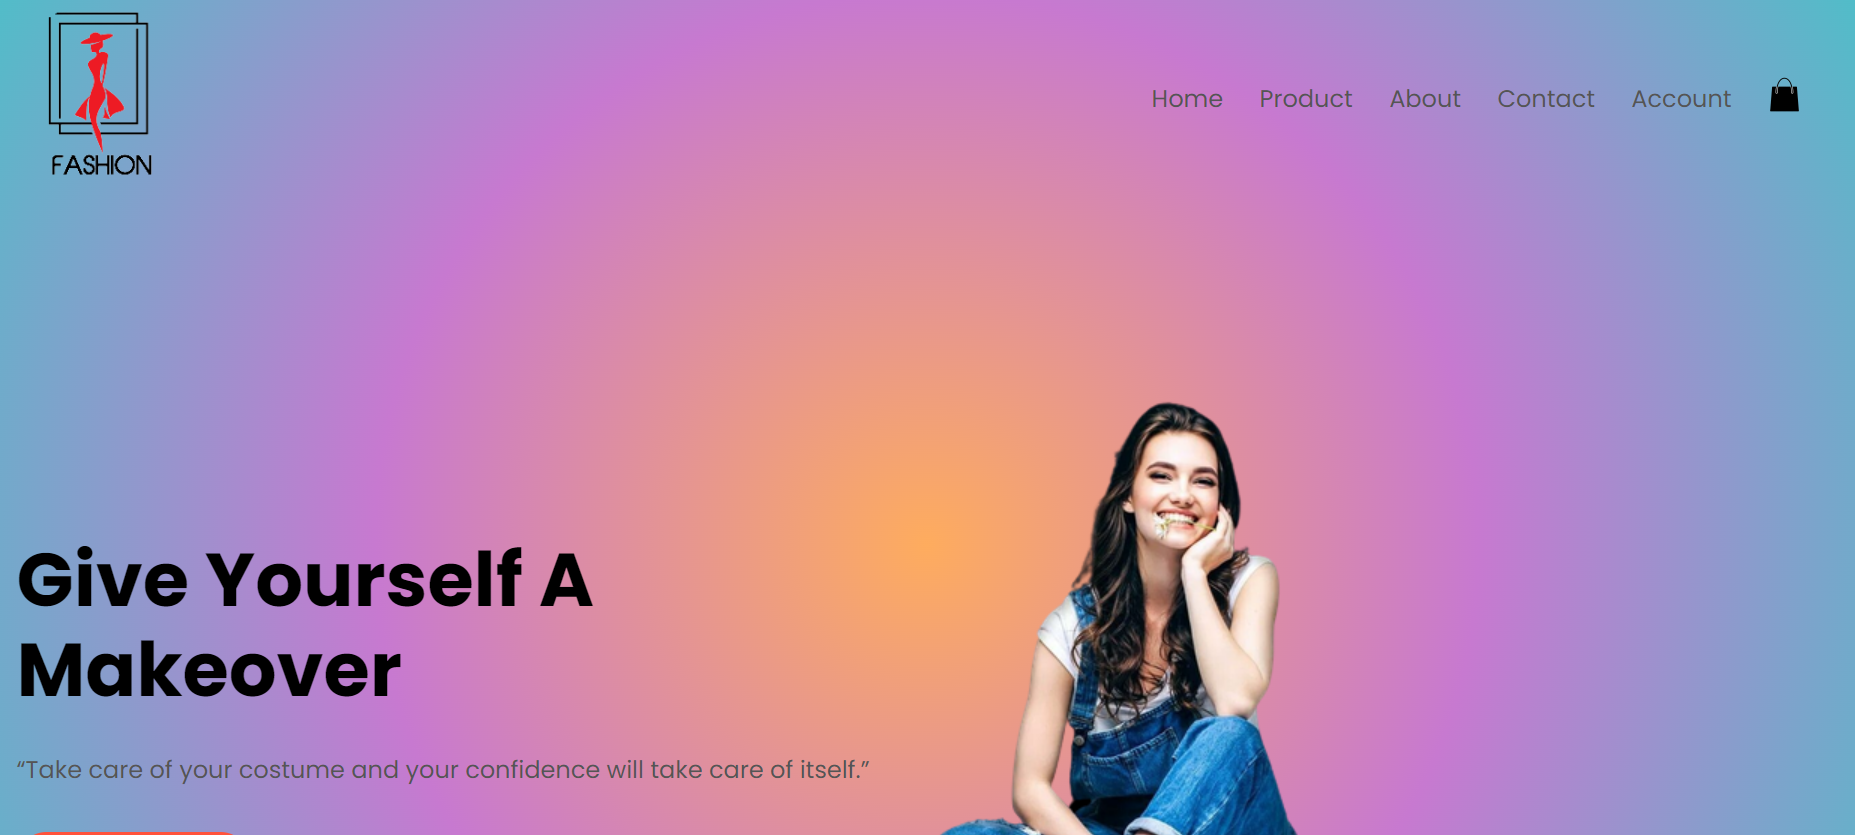 FASHION
Home Product About Contact Account
Give Yourself A
Makeover
“Take care of your costume and your confidence will take care of itself.”